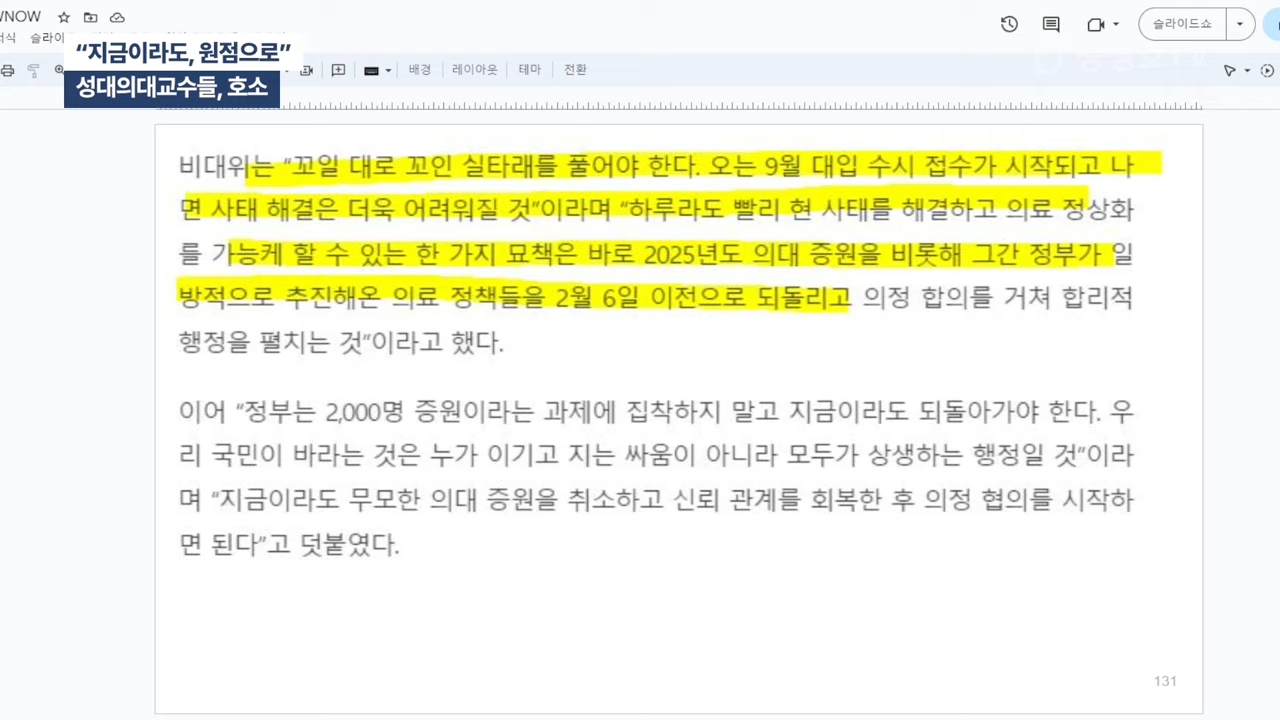 /NOW
슬라이드쇼
서식 슬라이
“지금이라도, 원점으로”
성대의대교수들, 호소
배경 레이아웃 테마 전환
비대위는 “꼬일 대로 꼬인 실타래를 풀어야 한다. 오는 9월 대입 수시 접수가 시작되고 나
면 사태 해결은 더욱 어려워질 것”이라며 “하루라도 빨리 현 사태를 해결하고 의료 정상화
를 가능케 할 수 있는 한 가지 묘책은 바로 2025년도 의대 증원을 비롯해 그간 정부가 일
방적으로 추진해온 의료 정책들을 2월 6일 이전으로 되돌리고 의정 합의를 거쳐 합리적
행정을 펼치는 것”이라고 했다.
이어 “정부는 2,000명 증원이라는 과제에 집착하지 말고 지금이라도 되돌아가야 한다. 우
리 국민이 바라는 것은 누가 이기고 지는 싸움이 아니라 모두가 상생하는 행정일 것”이라
며 “지금이라도 무모한 의대 증원을 취소하고 신뢰 관계를 회복한 후 의정 협의를 시작하
면 된다”고 덧붙였다.
131